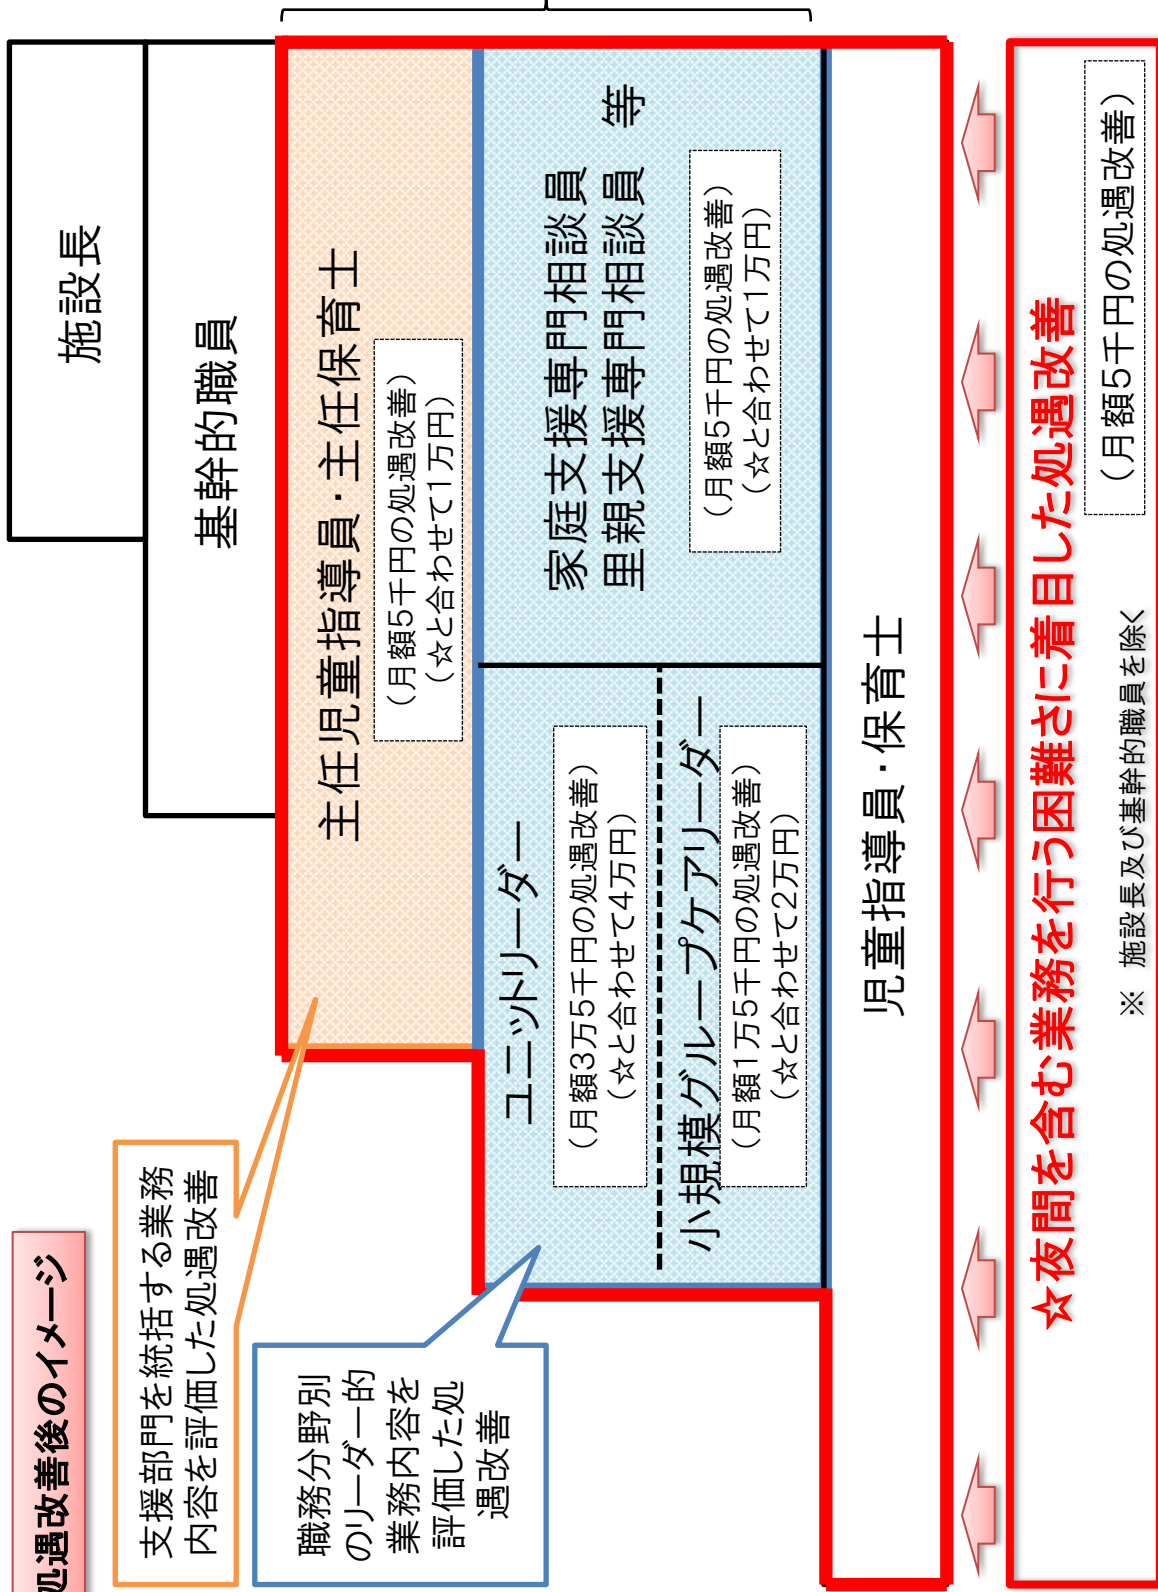 処遇改善後のイメージ
施設長
基幹的職員
支援部門を統括する業務
内容を評価した処遇改善
主任児童指導員・主任保育士
（月額5千円の処遇改善）
（☆と合わせて1万円）
職務分野別
のリーダー的
業務内容を
評価した処
遇改善
ユニットリーダー
（月額3万5千円の処遇改善）
（☆と合わせて4万円）
小規模グループケアリーダー
（月額1万5千円の処遇改善）
（☆と合わせて2万円）
家庭支援専門相談員
里親支援専門相談員　等
（月額5千円の処遇改善）
（☆と合わせて1万円）
児童指導員・保育士
☆夜間を含む業務を行う困難さに着目した処遇改善
（月額5千円の処遇改善）
※　施設長及び基幹的職員を除く